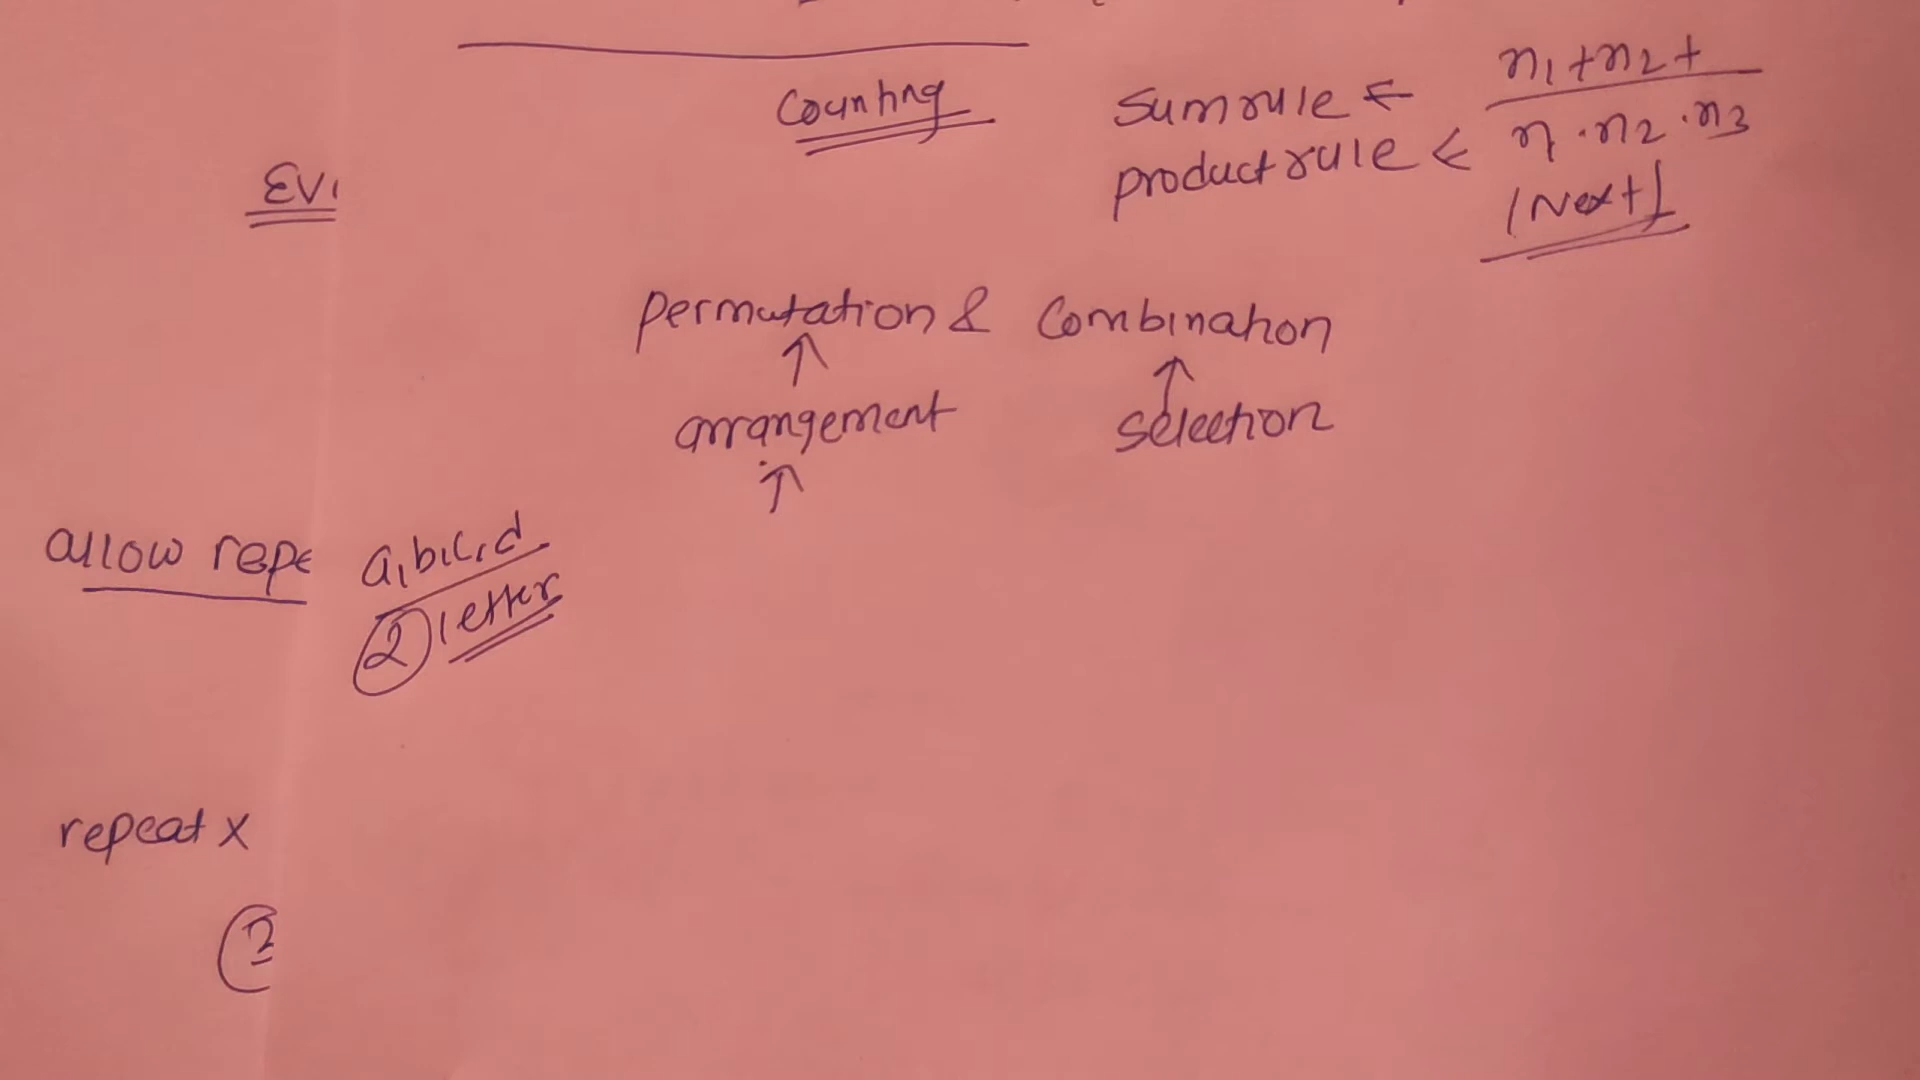 Counting
sum rule ← n1 + n2 +
product rule ← n · n2 · n3
(Next)
EV
permutation & Combination
↑ ↑
arrangement selection
↑
allow repe a,b,c,d
2 letter
repeat x
?